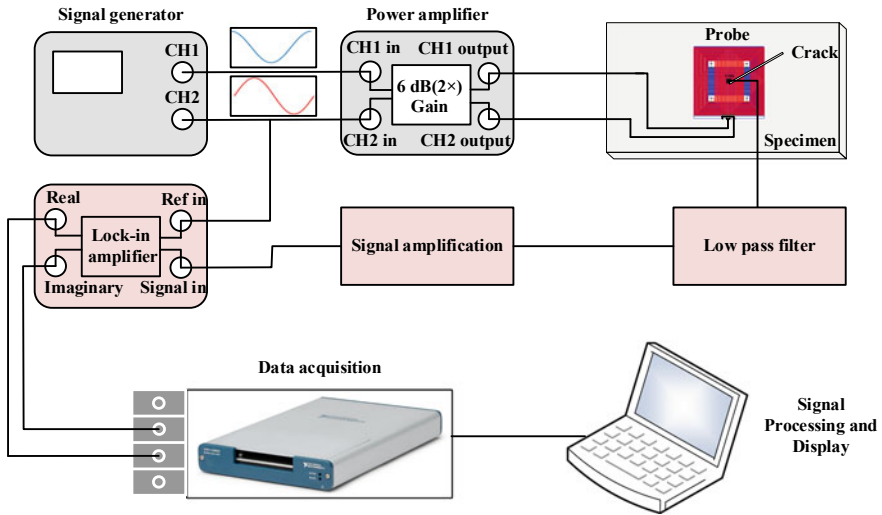 Signal generator
Power amplifier
CH1
CH2
CH1 in
CH1 output
6 dB(2×)
Gain
CH2 in
CH2 output
Probe
Crack
Specimen
Real
Ref in
Lock-in
amplifier
Imaginary
Signal in
Signal amplification
Low pass filter
Data acquisition
Signal
Processing and
Display